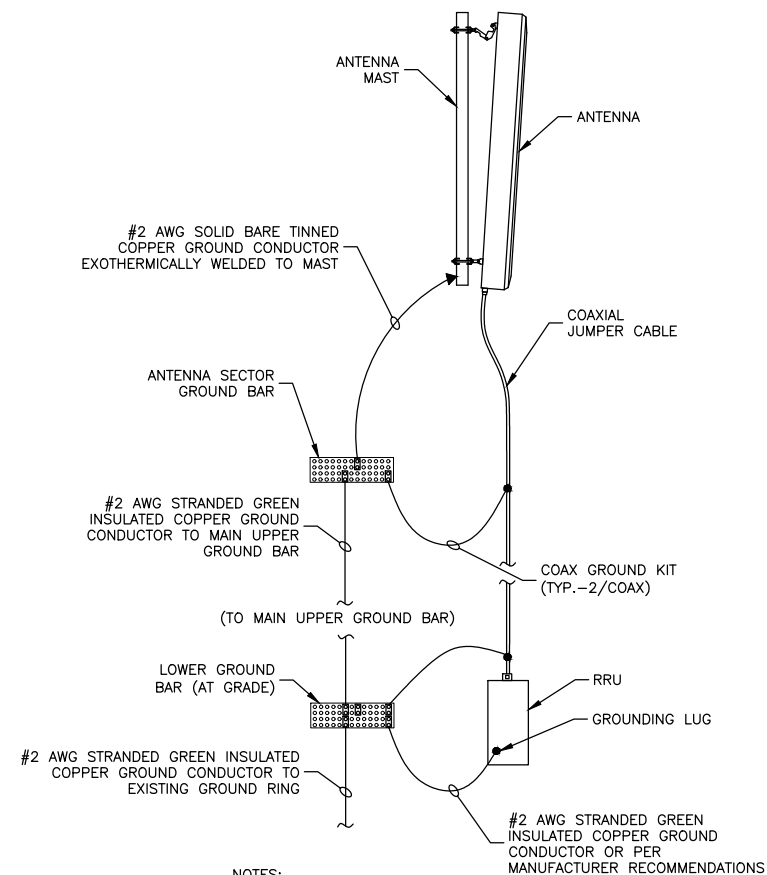 ANTENNA
MAST
ANTENNA
#2 AWG SOLID BARE TINNED
COPPER GROUND CONDUCTOR
EXOTHERMICALLY WELDED TO MAST
COAXIAL
JUMPER CABLE
ANTENNA SECTOR
GROUND BAR
#2 AWG STRANDED GREEN
INSULATED COPPER GROUND
CONDUCTOR TO MAIN UPPER
GROUND BAR
COAX GROUND KIT
(TYP.-2/COAX)
(TO MAIN UPPER GROUND BAR)
LOWER GROUND
BAR (AT GRADE)
RRU
GROUNDING LUG
#2 AWG STRANDED GREEN INSULATED
COPPER GROUND CONDUCTOR TO
EXISTING GROUND RING
#2 AWG STRANDED GREEN
INSULATED COPPER GROUND
CONDUCTOR OR PER
MANUFACTURER RECOMMENDATIONS
NOTES: